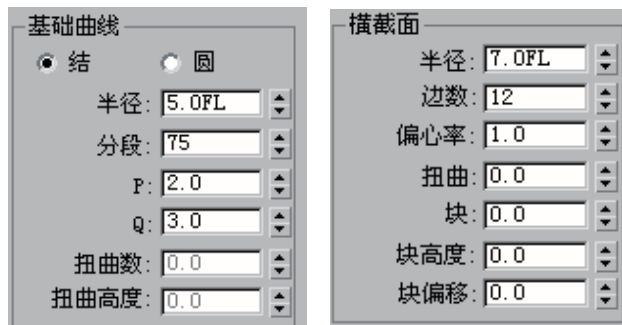 基础曲线
结 圆
半径: 5.0FL
分段: 75
P: 2.0
Q: 3.0
扭曲数: 0.0
扭曲高度: 0.0
横截面
半径: 7.0FL
边数: 12
偏心率: 1.0
扭曲: 0.0
块: 0.0
块高度: 0.0
块偏移: 0.0